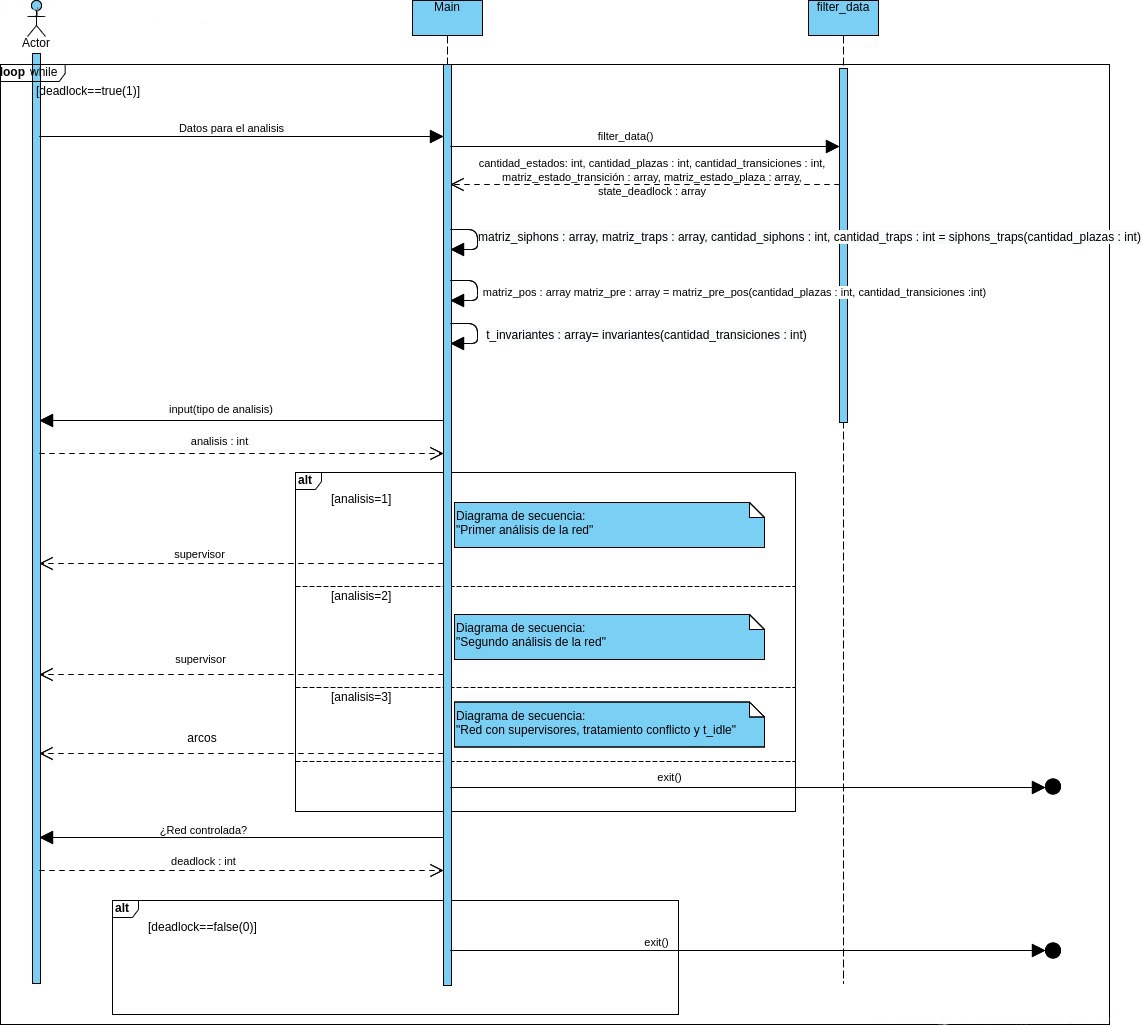 Actor
Main
filter_data
loop while
[deadlock==true(1)]
Datos para el analisis
filter_data()
cantidad_estados: int, cantidad_plazas : int, cantidad_transiciones : int,
matriz_estado_transición : array, matriz_estado_plaza : array,
state_deadlock : array
matriz_siphons : array, matriz_traps : array, cantidad_siphons : int, cantidad_traps : int = siphons_traps(cantidad_plazas : int)
matriz_pos : array matriz_pre : array = matriz_pre_pos(cantidad_plazas : int, cantidad_transiciones :int)
t_invariantes : array= invariantes(cantidad_transiciones : int)
input(tipo de analisis)
analisis : int
alt
[analisis=1]
Diagrama de secuencia:
"Primer análisis de la red"
supervisor
[analisis=2]
Diagrama de secuencia:
"Segundo análisis de la red"
supervisor
[analisis=3]
Diagrama de secuencia:
"Red con supervisores, tratamiento conflicto y t_idle"
arcos
exit()
¿Red controlada?
deadlock : int
alt
[deadlock==false(0)]
exit()